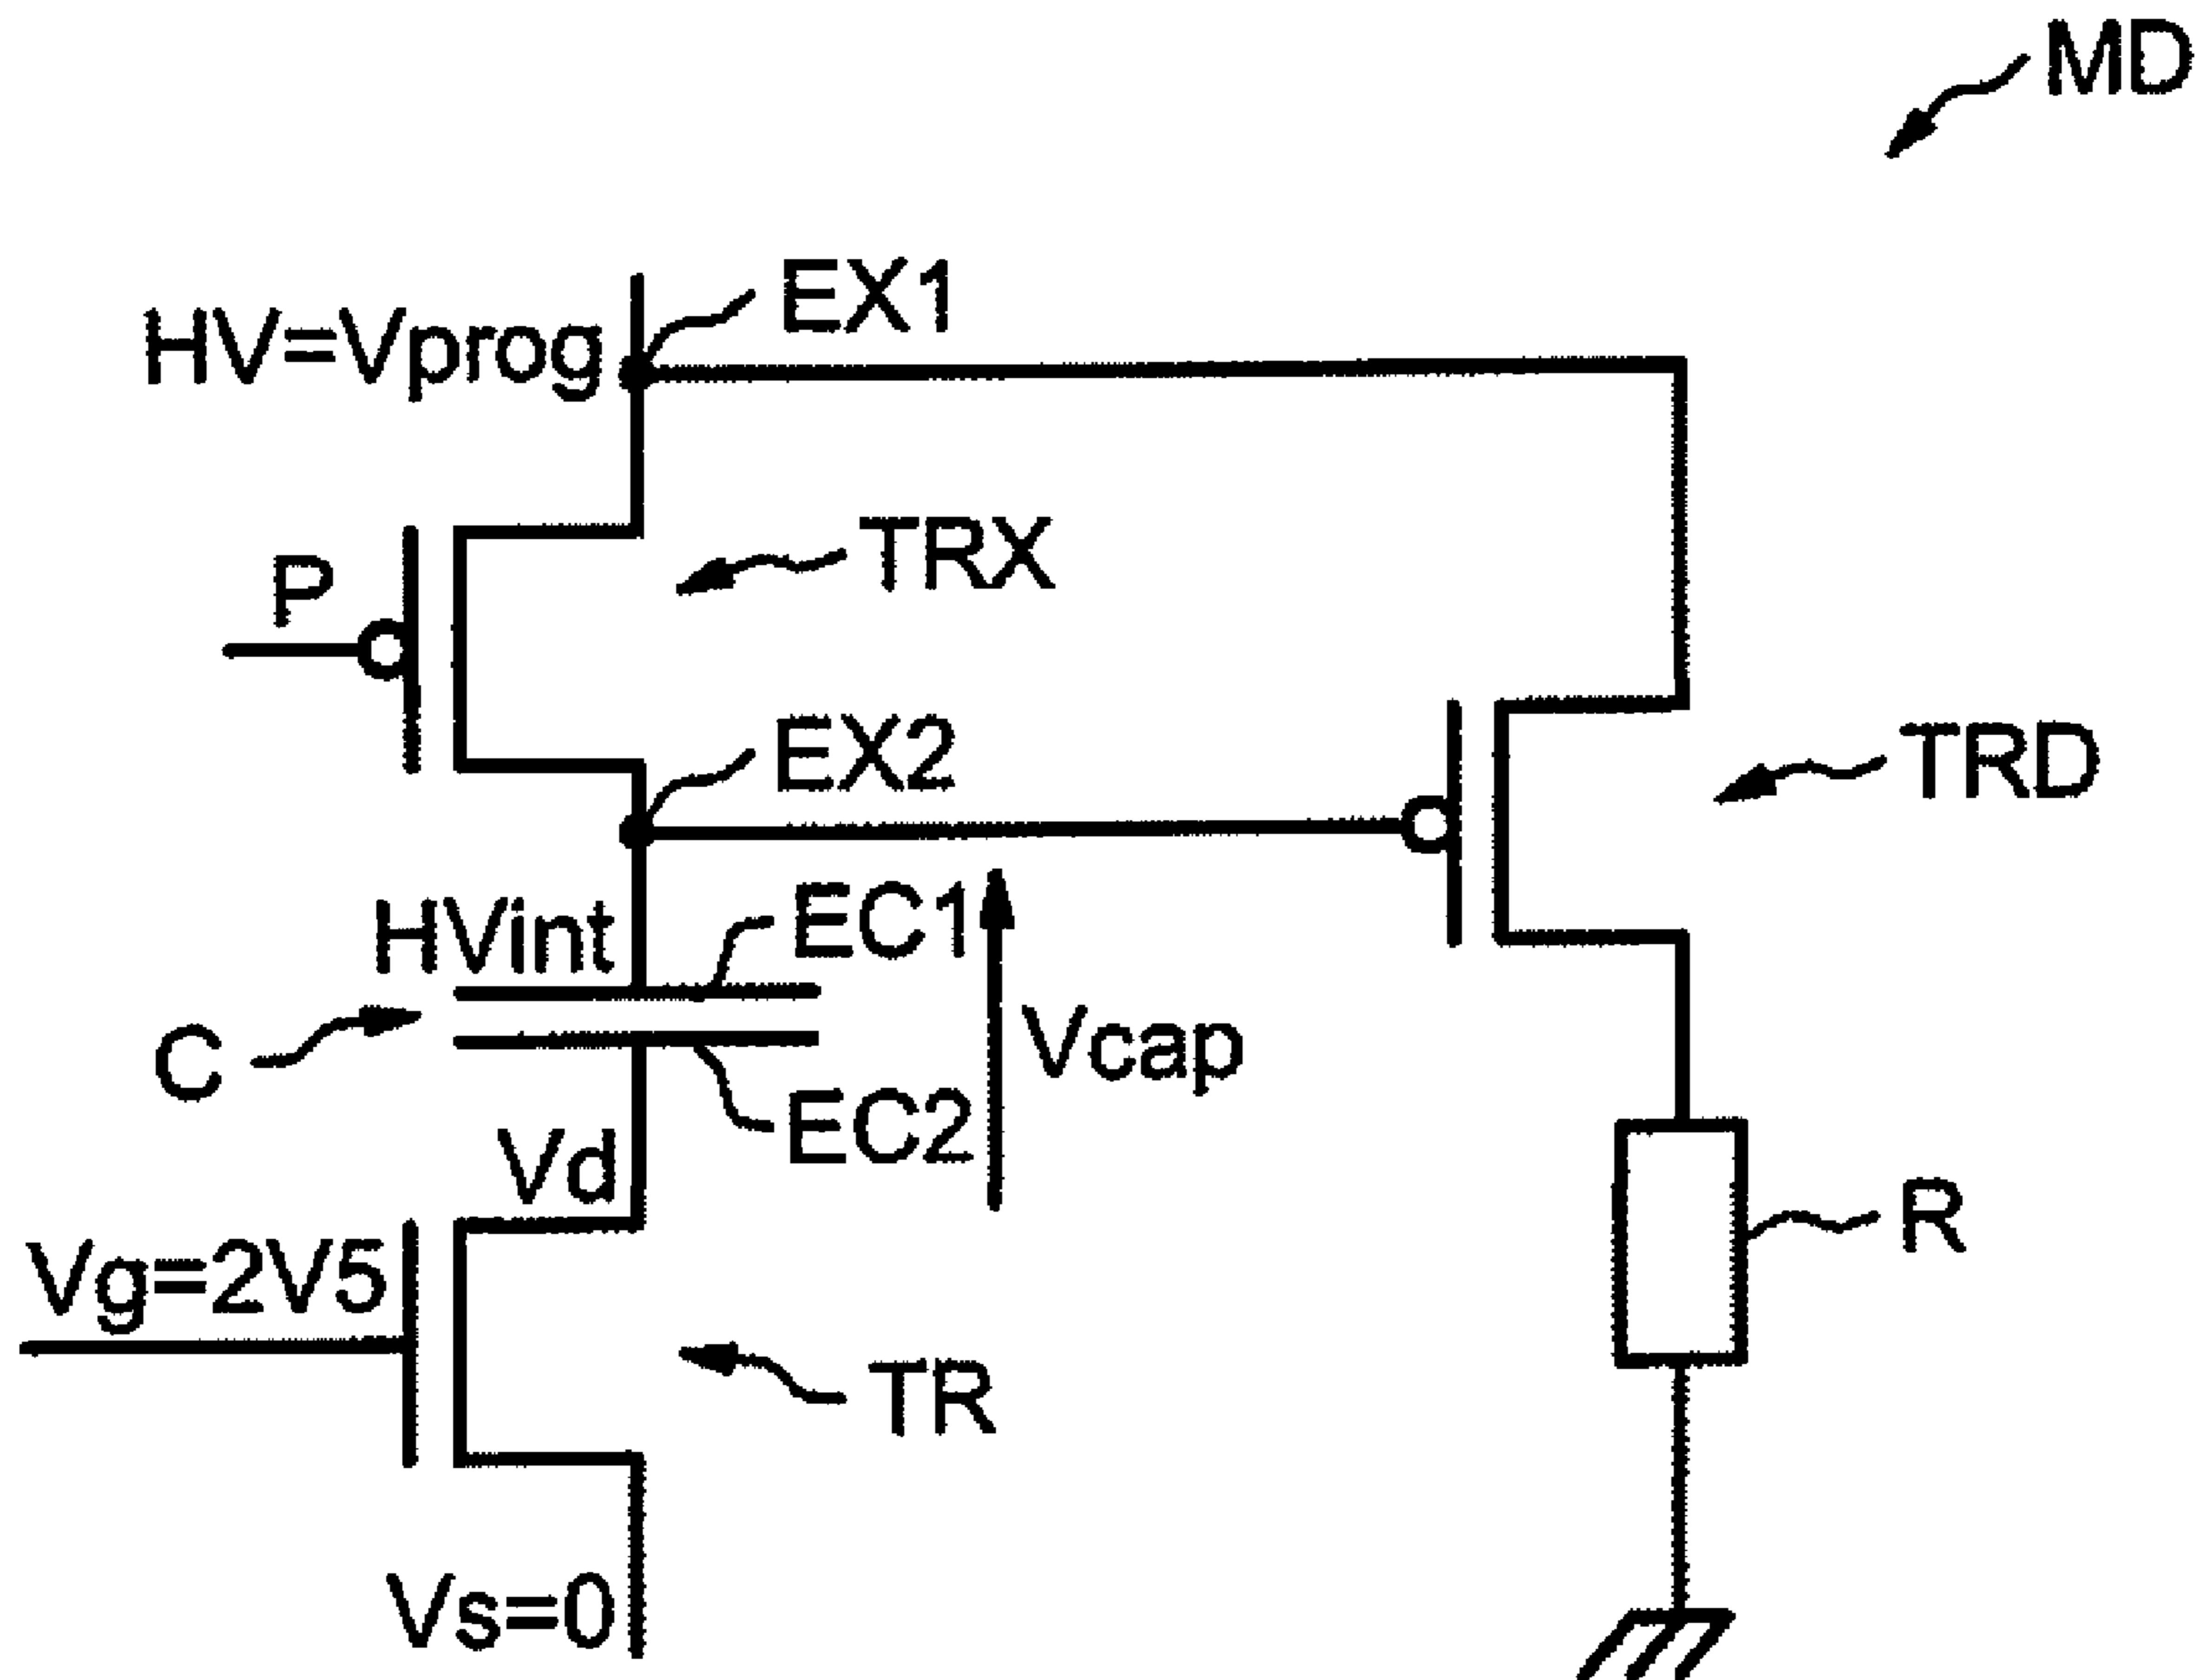 MD
EX1
HV=Vprog
TRX
P
EX2
TRD
EC1
HVint
Vcap
C
EC2
Vd
R
Vg=2V5
TR
Vs=0